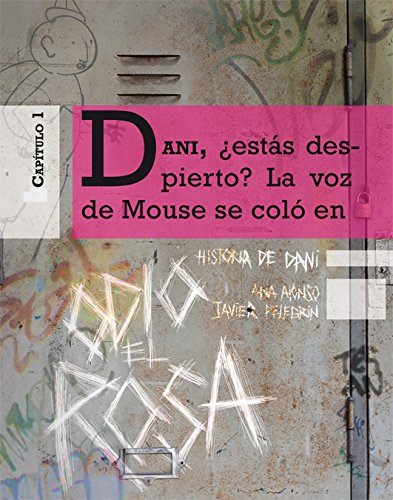 CAPÍTULO 1
DANI, ¿estás des-
pierto? La voz
de Mouse se coló en
HISTORIA DE DANI
ANA ALONSO
JAVIER PELEGRÍN
ODIO
EL
ROSA